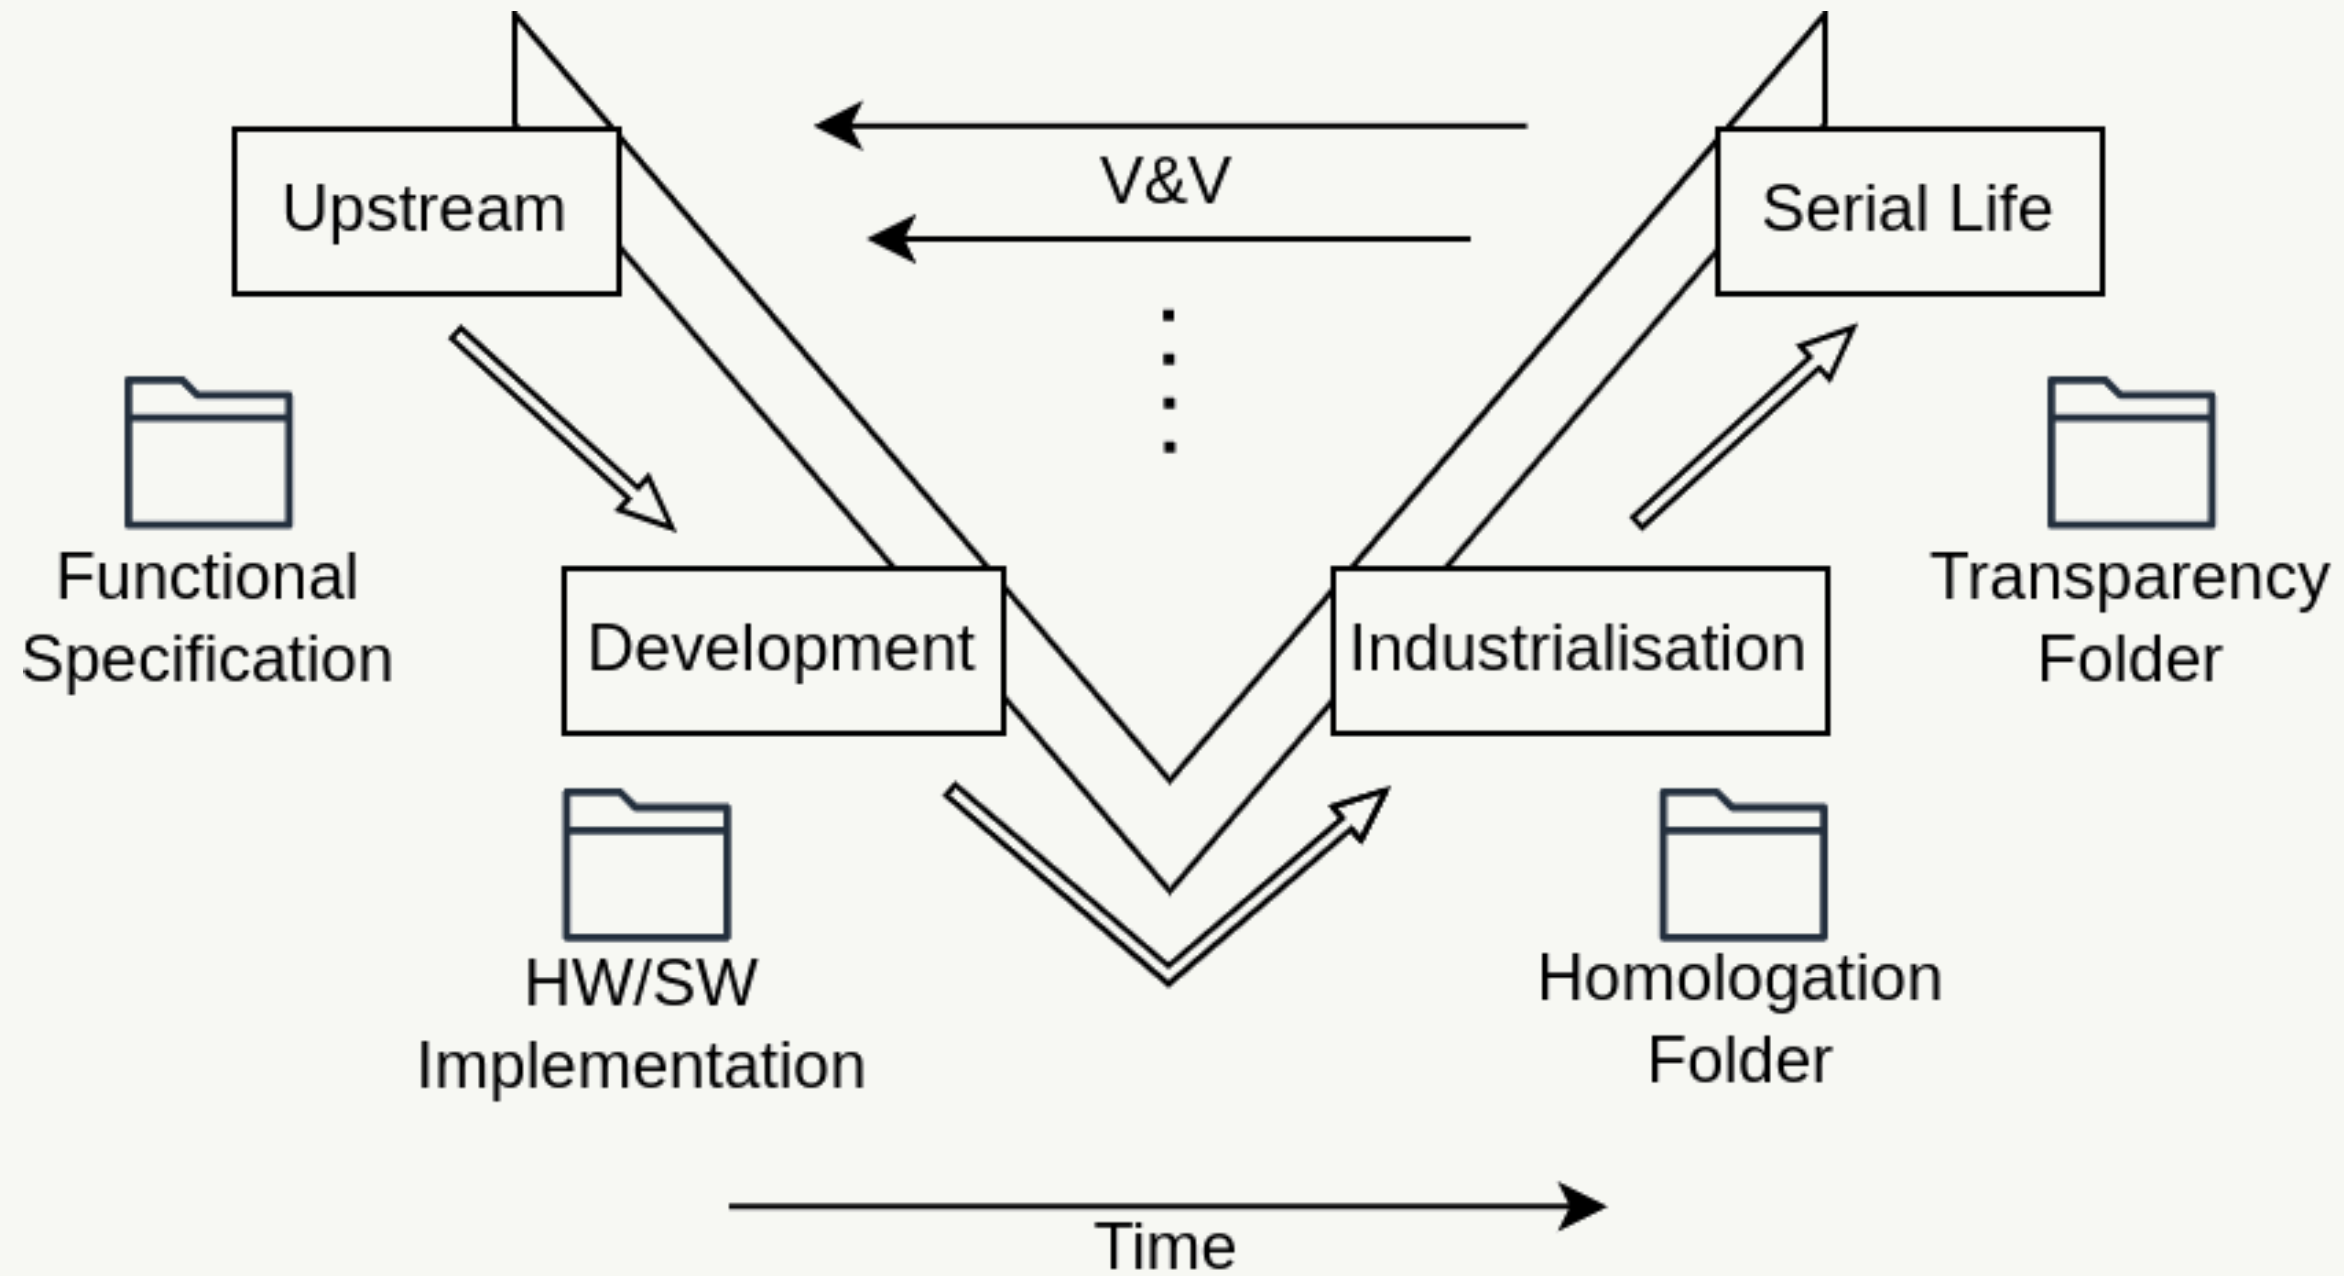 V&V
Upstream
Serial Life
Functional
Specification
Transparency
Folder
Development
Industrialisation
HW/SW
Implementation
Homologation
Folder
Time